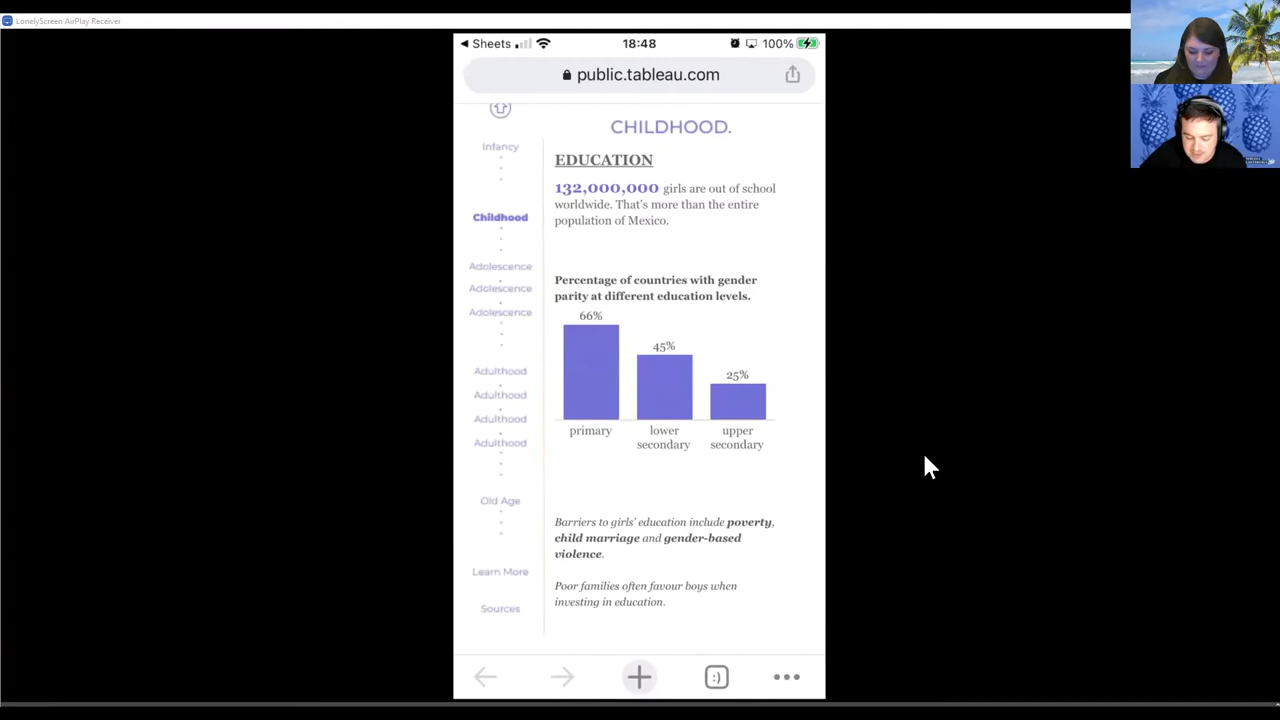 LonelyScreen AirPlay Receiver
Sheets
18:48
100%
public.tableau.com
CHILDHOOD.
Infancy
Childhood
Adolescence
Adolescence
Adolescence
Adulthood
Adulthood
Adulthood
Adulthood
Old Age
Learn More
Sources
EDUCATION
132,000,000 girls are out of school
worldwide. That's more than the entire
population of Mexico.
Percentage of countries with gender
parity at different education levels.
66%
45%
25%
primary
lower
secondary
upper
secondary
Barriers to girls' education include poverty,
child marriage and gender-based
violence.
Poor families often favour boys when
investing in education.
:)